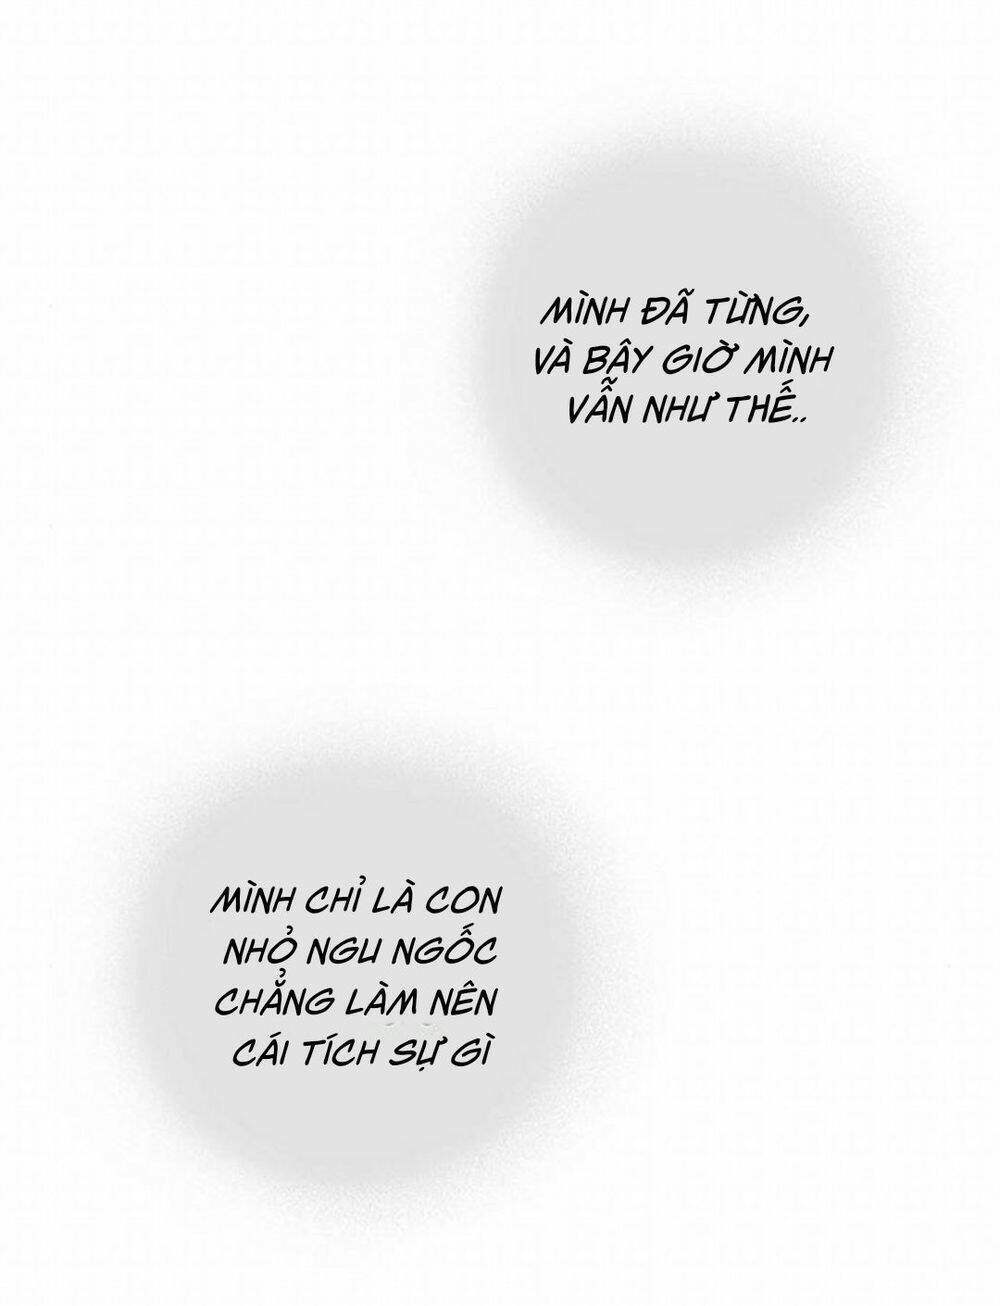 MÌNH ĐÃ TỪNG,
VÀ BÂY GIỜ MÌNH
VẪN NHƯ THẾ..
MÌNH CHỈ LÀ CON
NHỎ NGU NGỐC
CHẲNG LÀM NÊN
CÁI TÍCH SỰ GÌ